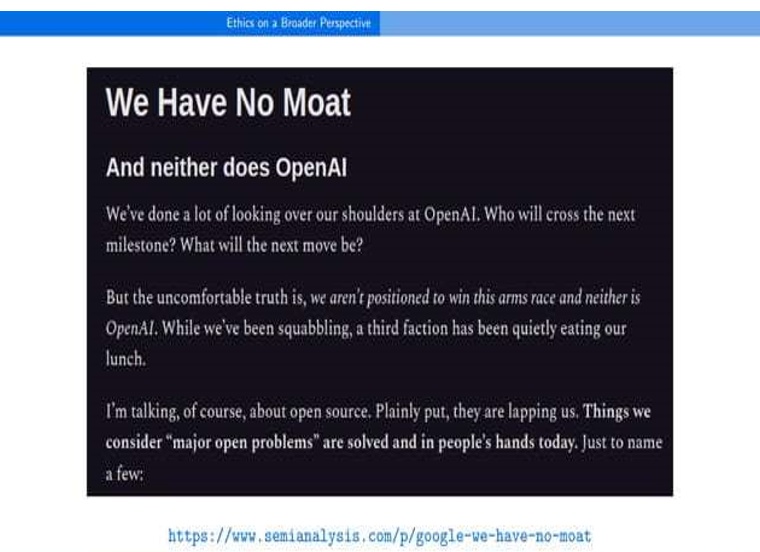 Ethics on a Broader Perspective
We Have No Moat
And neither does OpenAI
We've done a lot of looking over our shoulders at OpenAI. Who will cross the next
milestone? What will the next move be?
But the uncomfortable truth is, we aren't positioned to win this arms race and neither is
OpenAI. While we've been squabbling, a third faction has been quietly eating our
lunch.
I'm talking, of course, about open source. Plainly put, they are lapping us. Things we
consider “major open problems” are solved and in people's hands today. Just to name
a few:
https://www.semianalysis.com/p/google-we-have-no-moat